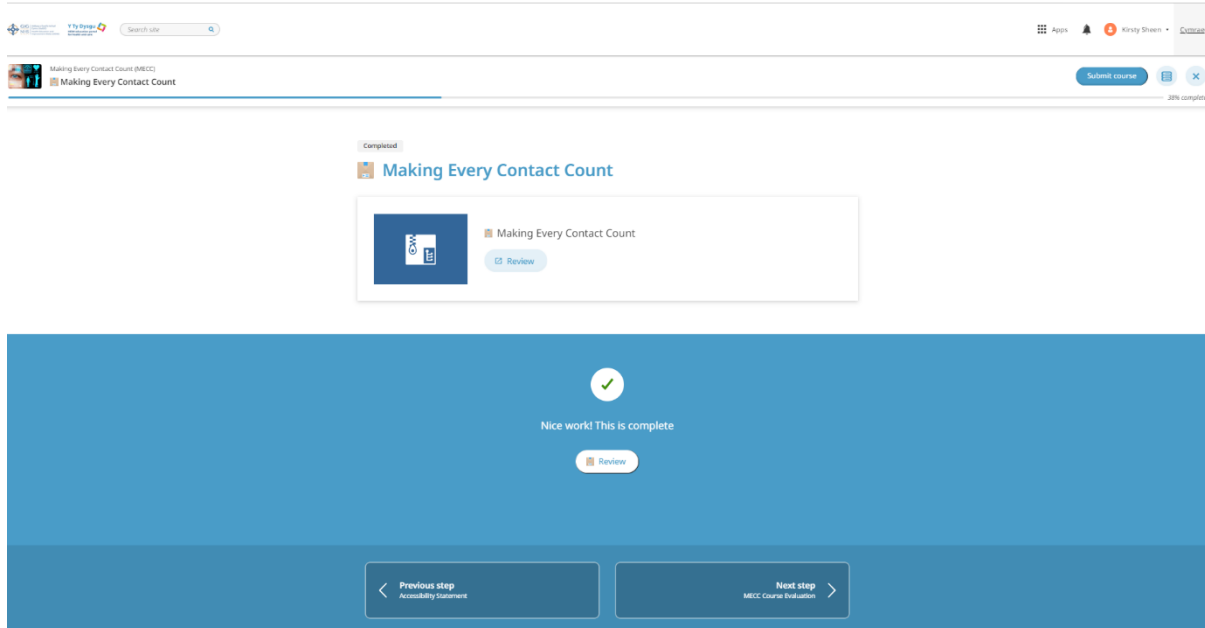 Y Tŷ Dysgu
Search site
Apps
Kirsty Sheen
Cymraeg
Making Every Contact Count (MECC)
Making Every Contact Count
Submit course
38% complete
Completed
Making Every Contact Count
Making Every Contact Count
Review
Nice work! This is complete
Review
Previous step
Accessibility Statement
Next step
MECC Course Evaluation